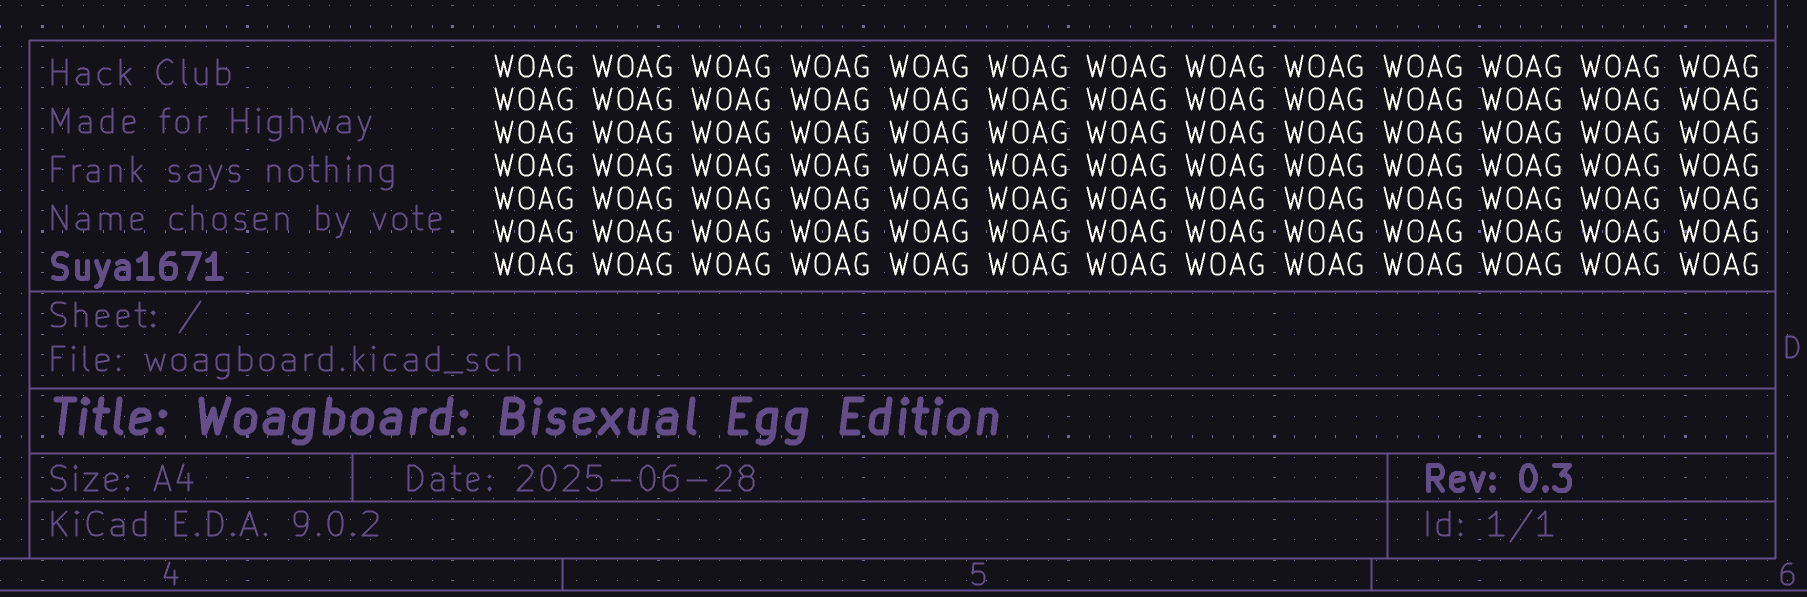 Hack Club
Made for Highway
Frank says nothing
Name chosen by vote
Suya1671
WOAG WOAG WOAG WOAG WOAG WOAG WOAG WOAG WOAG WOAG WOAG WOAG WOAG
WOAG WOAG WOAG WOAG WOAG WOAG WOAG WOAG WOAG WOAG WOAG WOAG WOAG
WOAG WOAG WOAG WOAG WOAG WOAG WOAG WOAG WOAG WOAG WOAG WOAG WOAG
WOAG WOAG WOAG WOAG WOAG WOAG WOAG WOAG WOAG WOAG WOAG WOAG WOAG
WOAG WOAG WOAG WOAG WOAG WOAG WOAG WOAG WOAG WOAG WOAG WOAG WOAG
WOAG WOAG WOAG WOAG WOAG WOAG WOAG WOAG WOAG WOAG WOAG WOAG WOAG
WOAG WOAG WOAG WOAG WOAG WOAG WOAG WOAG WOAG WOAG WOAG WOAG WOAG
Sheet: /
File: woagboard.kicad_sch
D
Title: Woagboard: Bisexual Egg Edition
Size: A4
Date: 2025-06-28
Rev: 0.3
KiCad E.D.A. 9.0.2
Id: 1/1
4 5 6